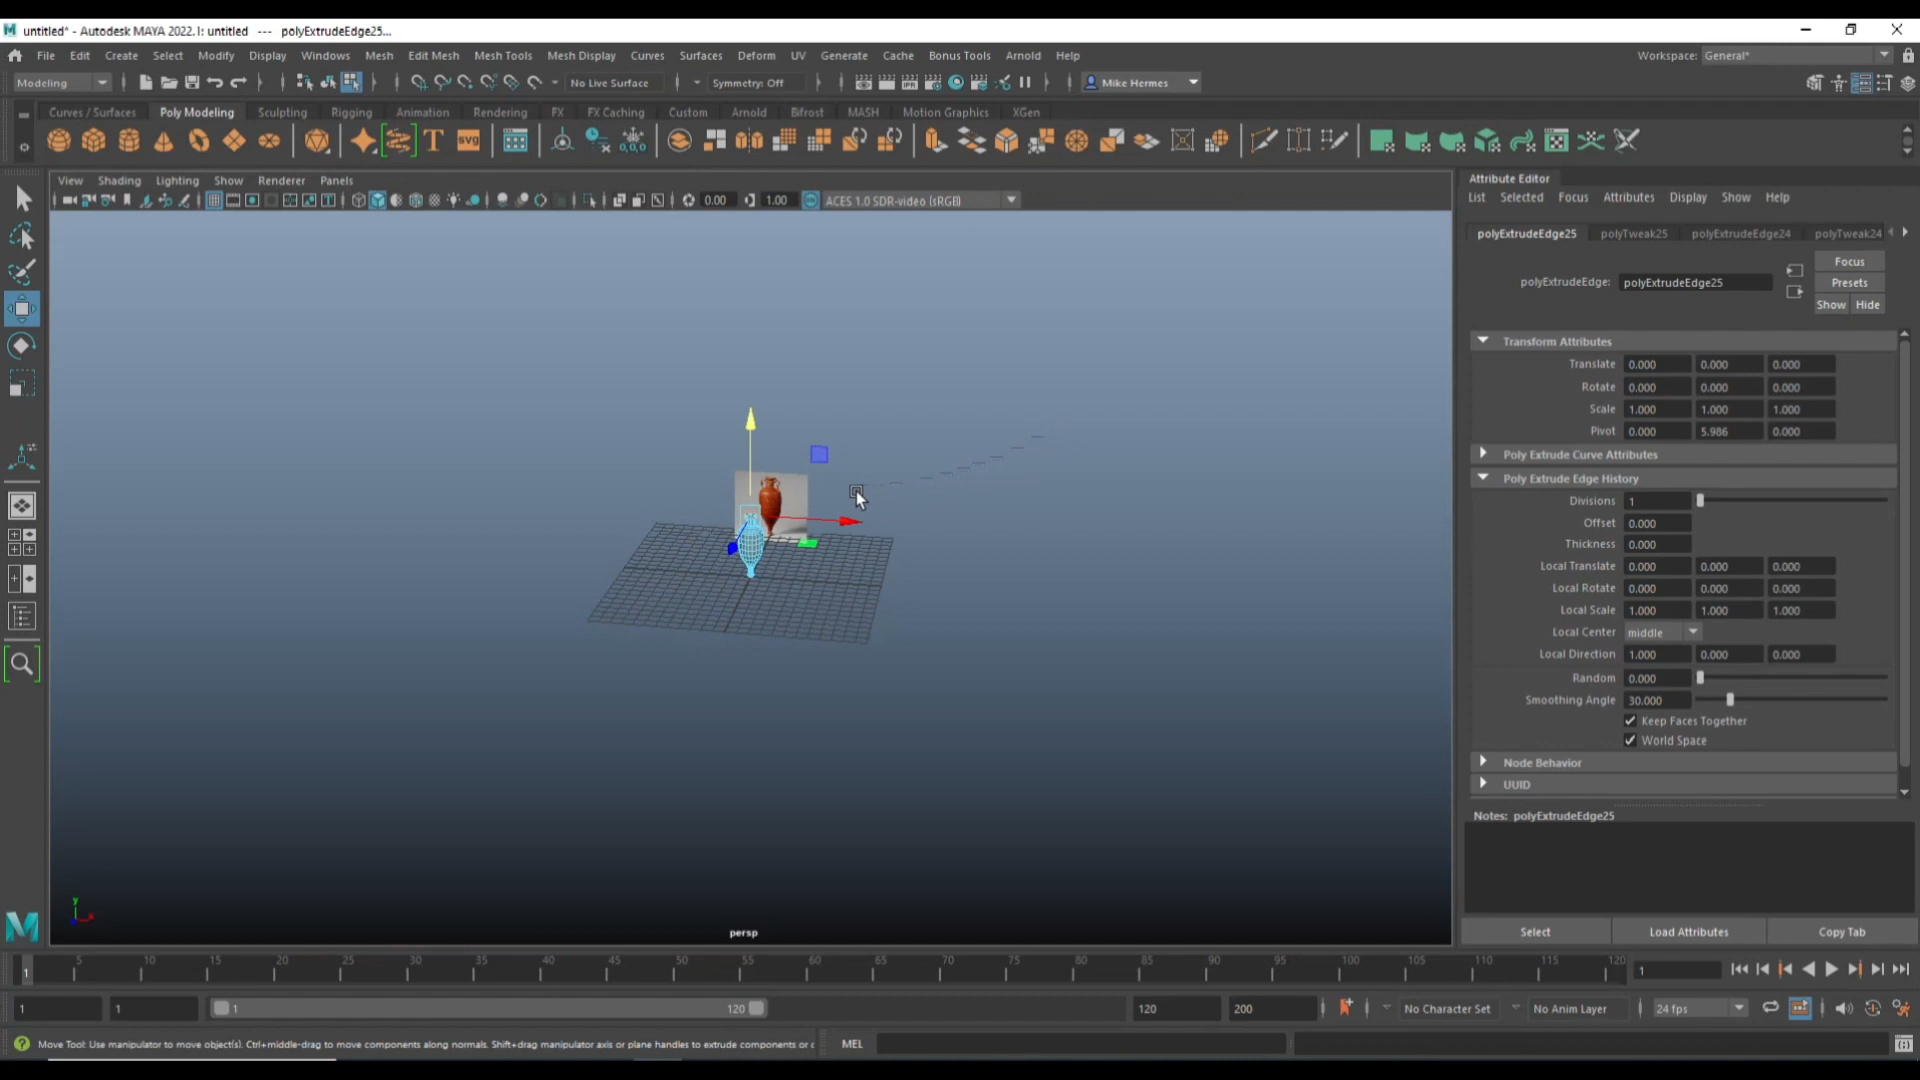 untitled* - Autodesk MAYA 2022.1: untitled --- polyExtrudeEdge25...
File Edit Create Select Modify Display Windows Mesh Edit Mesh Mesh Tools Mesh Display Curves Surfaces Deform UV Generate Cache Bonus Tools Arnold Help
Workspace: General*
Modeling No Live Surface Symmetry: Off Mike Hermes
Curves / Surfaces Poly Modeling Sculpting Rigging Animation Rendering FX FX Caching Custom Arnold Bifrost MASH Motion Graphics XGen
View Shading Lighting Show Renderer Panels
0.00 1.00 ACES 1.0 SDR-video (sRGB)
Attribute Editor
List Selected Focus Attributes Display Show Help
polyExtrudeEdge25 polyTweak25 polyExtrudeEdge24 polyTweak24
Focus
polyExtrudeEdge: polyExtrudeEdge25 Presets
Show Hide
Transform Attributes
Translate 0.000 0.000 0.000
Rotate 0.000 0.000 0.000
Scale 1.000 1.000 1.000
Pivot 0.000 5.986 0.000
Poly Extrude Curve Attributes
Poly Extrude Edge History
Divisions 1
Offset 0.000
Thickness 0.000
Local Translate 0.000 0.000 0.000
Local Rotate 0.000 0.000 0.000
Local Scale 1.000 1.000 1.000
Local Center middle
Local Direction 1.000 0.000 0.000
Random 0.000
Smoothing Angle 30.000
Keep Faces Together
World Space
Node Behavior
UUID
Notes: polyExtrudeEdge25
Select Load Attributes Copy Tab
y
x
persp
1 5 10 15 20 25 30 35 40 45 50 55 60 65 70 75 80 85 90 95 100 105 110 115 120 1
1 1 1 120 120 200 No Character Set No Anim Layer 24 fps
Move Tool: Use manipulator to move object(s). Ctrl+middle-drag to move components along normals. Shift+drag manipulator axis or plane handles to extrude components or c
MEL